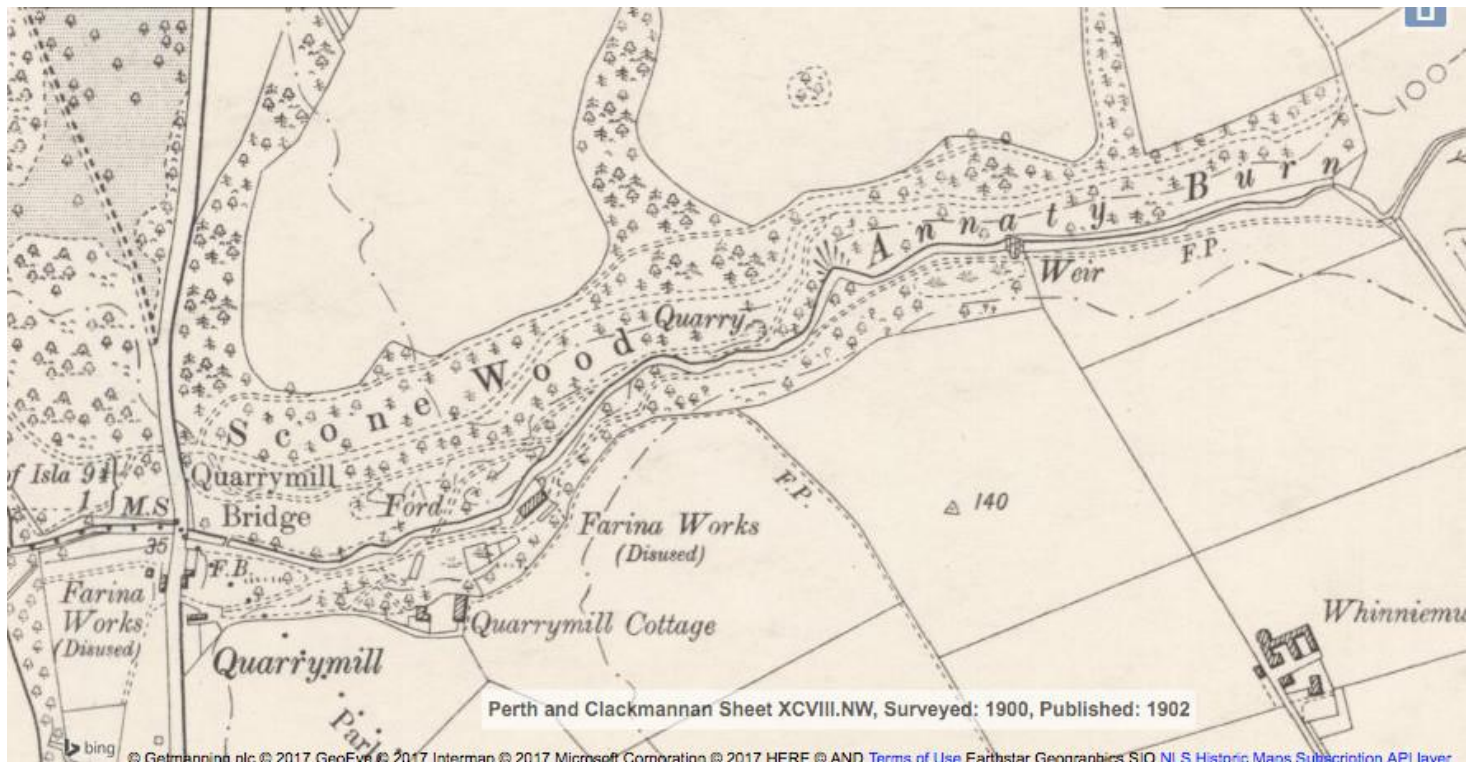 100
Annaty Burn
Weir
F.P.
Quarry
Scone Wood
of Isla 94
1
M.S
Quarrymill
Bridge
Ford
F.P.
140
35
F.B.
Farina Works
(Disused)
Farina
Works
(Disused)
Quarrymill Cottage
Whinniemu
Quarrymill
Parl
Perth and Clackmannan Sheet XCVIII.NW, Surveyed: 1900, Published: 1902
bing
© Getmapping plc © 2017 GeoEye © 2017 Intermap © 2017 Microsoft Corporation © 2017 HERE © AND Terms of Use Earthstar Geographics SIO NLS Historic Maps Subscription API layer